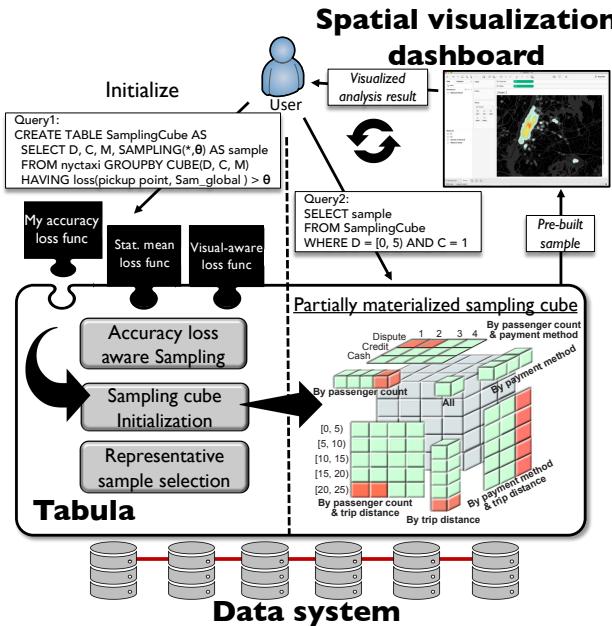 Spatial visualization
dashboard
Initialize
User
Visualized
analysis result
Query1:
CREATE TABLE SamplingCube AS
SELECT D, C, M, SAMPLING(*,θ) AS sample
FROM nyctaxi GROUPBY CUBE(D, C, M)
HAVING loss(pickup point, Sam_global ) > θ
Query2:
SELECT sample
FROM SamplingCube
WHERE D = [0, 5) AND C = 1
Pre-built
sample
My accuracy
loss func
Stat. mean
loss func
Visual-aware
loss func
Accuracy loss
aware Sampling
Sampling cube
Initialization
Representative
sample selection
Tabula
Partially materialized sampling cube
Dispute
Credit
Cash
1 2 3 4
By passenger count
& payment method
By passenger count
All
By payment method
[0, 5)
[5, 10)
[10, 15)
[15, 20)
[20, 25)
By passenger count
& trip distance
By trip distance
By payment method
& trip distance
Data system